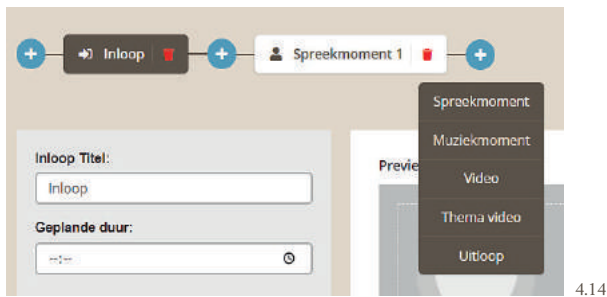 Inloop
Spreekmoment 1
Spreekmoment
Muziekmoment
Video
Thema video
Uitloop
Inloop Titel:
Inloop
Geplande duur:
--:--
Previe
4.14